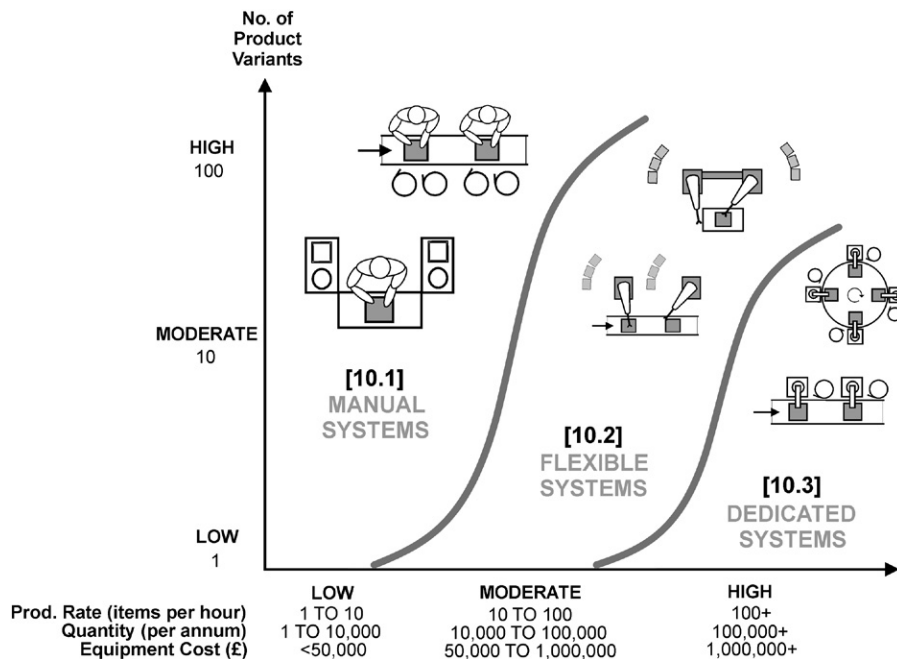 No. of
Product
Variants
HIGH
100
MODERATE
10
[10.1]
MANUAL
SYSTEMS
[10.2]
FLEXIBLE
SYSTEMS
[10.3]
DEDICATED
SYSTEMS
LOW
1
LOW MODERATE HIGH
Prod. Rate (items per hour) 1 TO 10 10 TO 100 100+
Quantity (per annum) 1 TO 10,000 10,000 TO 100,000 100,000+
Equipment Cost (£) <50,000 50,000 TO 1,000,000 1,000,000+